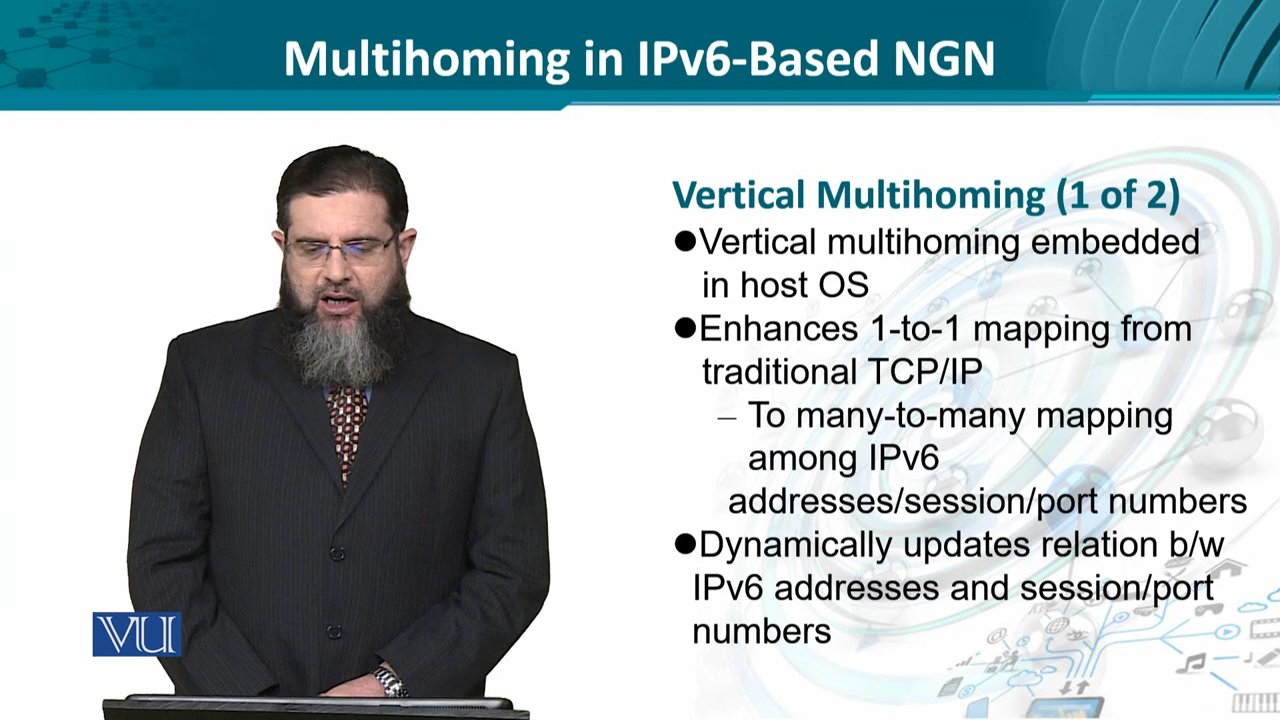 Multihoming in IPv6-Based NGN
Vertical Multihoming (1 of 2)
●Vertical multihoming embedded
in host OS
●Enhances 1-to-1 mapping from
traditional TCP/IP
– To many-to-many mapping
among IPv6
addresses/session/port numbers
●Dynamically updates relation b/w
IPv6 addresses and session/port
numbers
VU